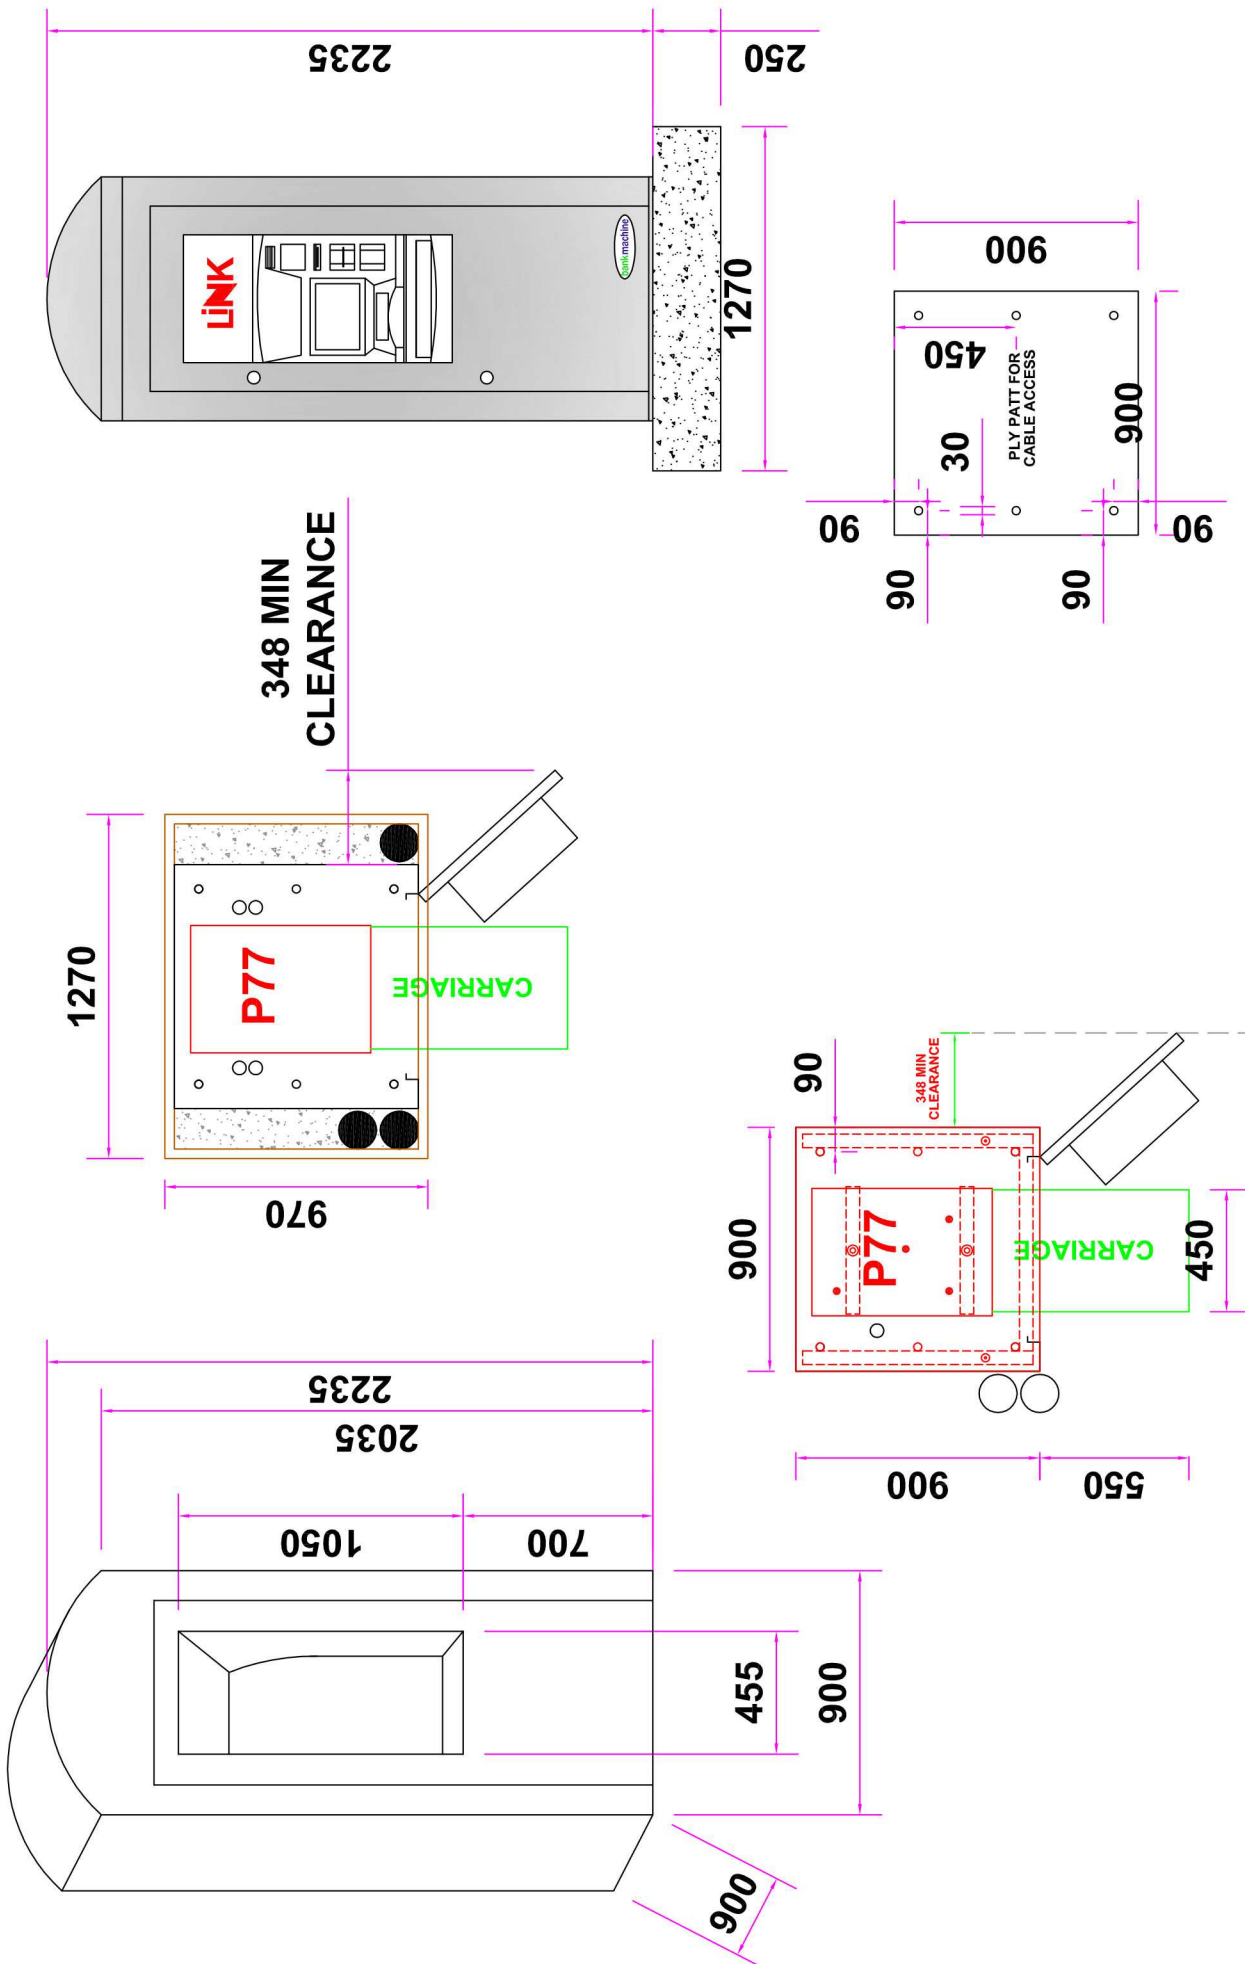 2235
250
LiNK
bankmachine
1270
900
450
PLY PATT FOR
CABLE ACCESS
30
900
90
90
90
90
348 MIN
CLEARANCE
1270
P77
CARRIAGE
970
90
348 MIN
CLEARANCE
900
P77
CARRIAGE
450
900
550
2235
2035
1050
700
455
900
900